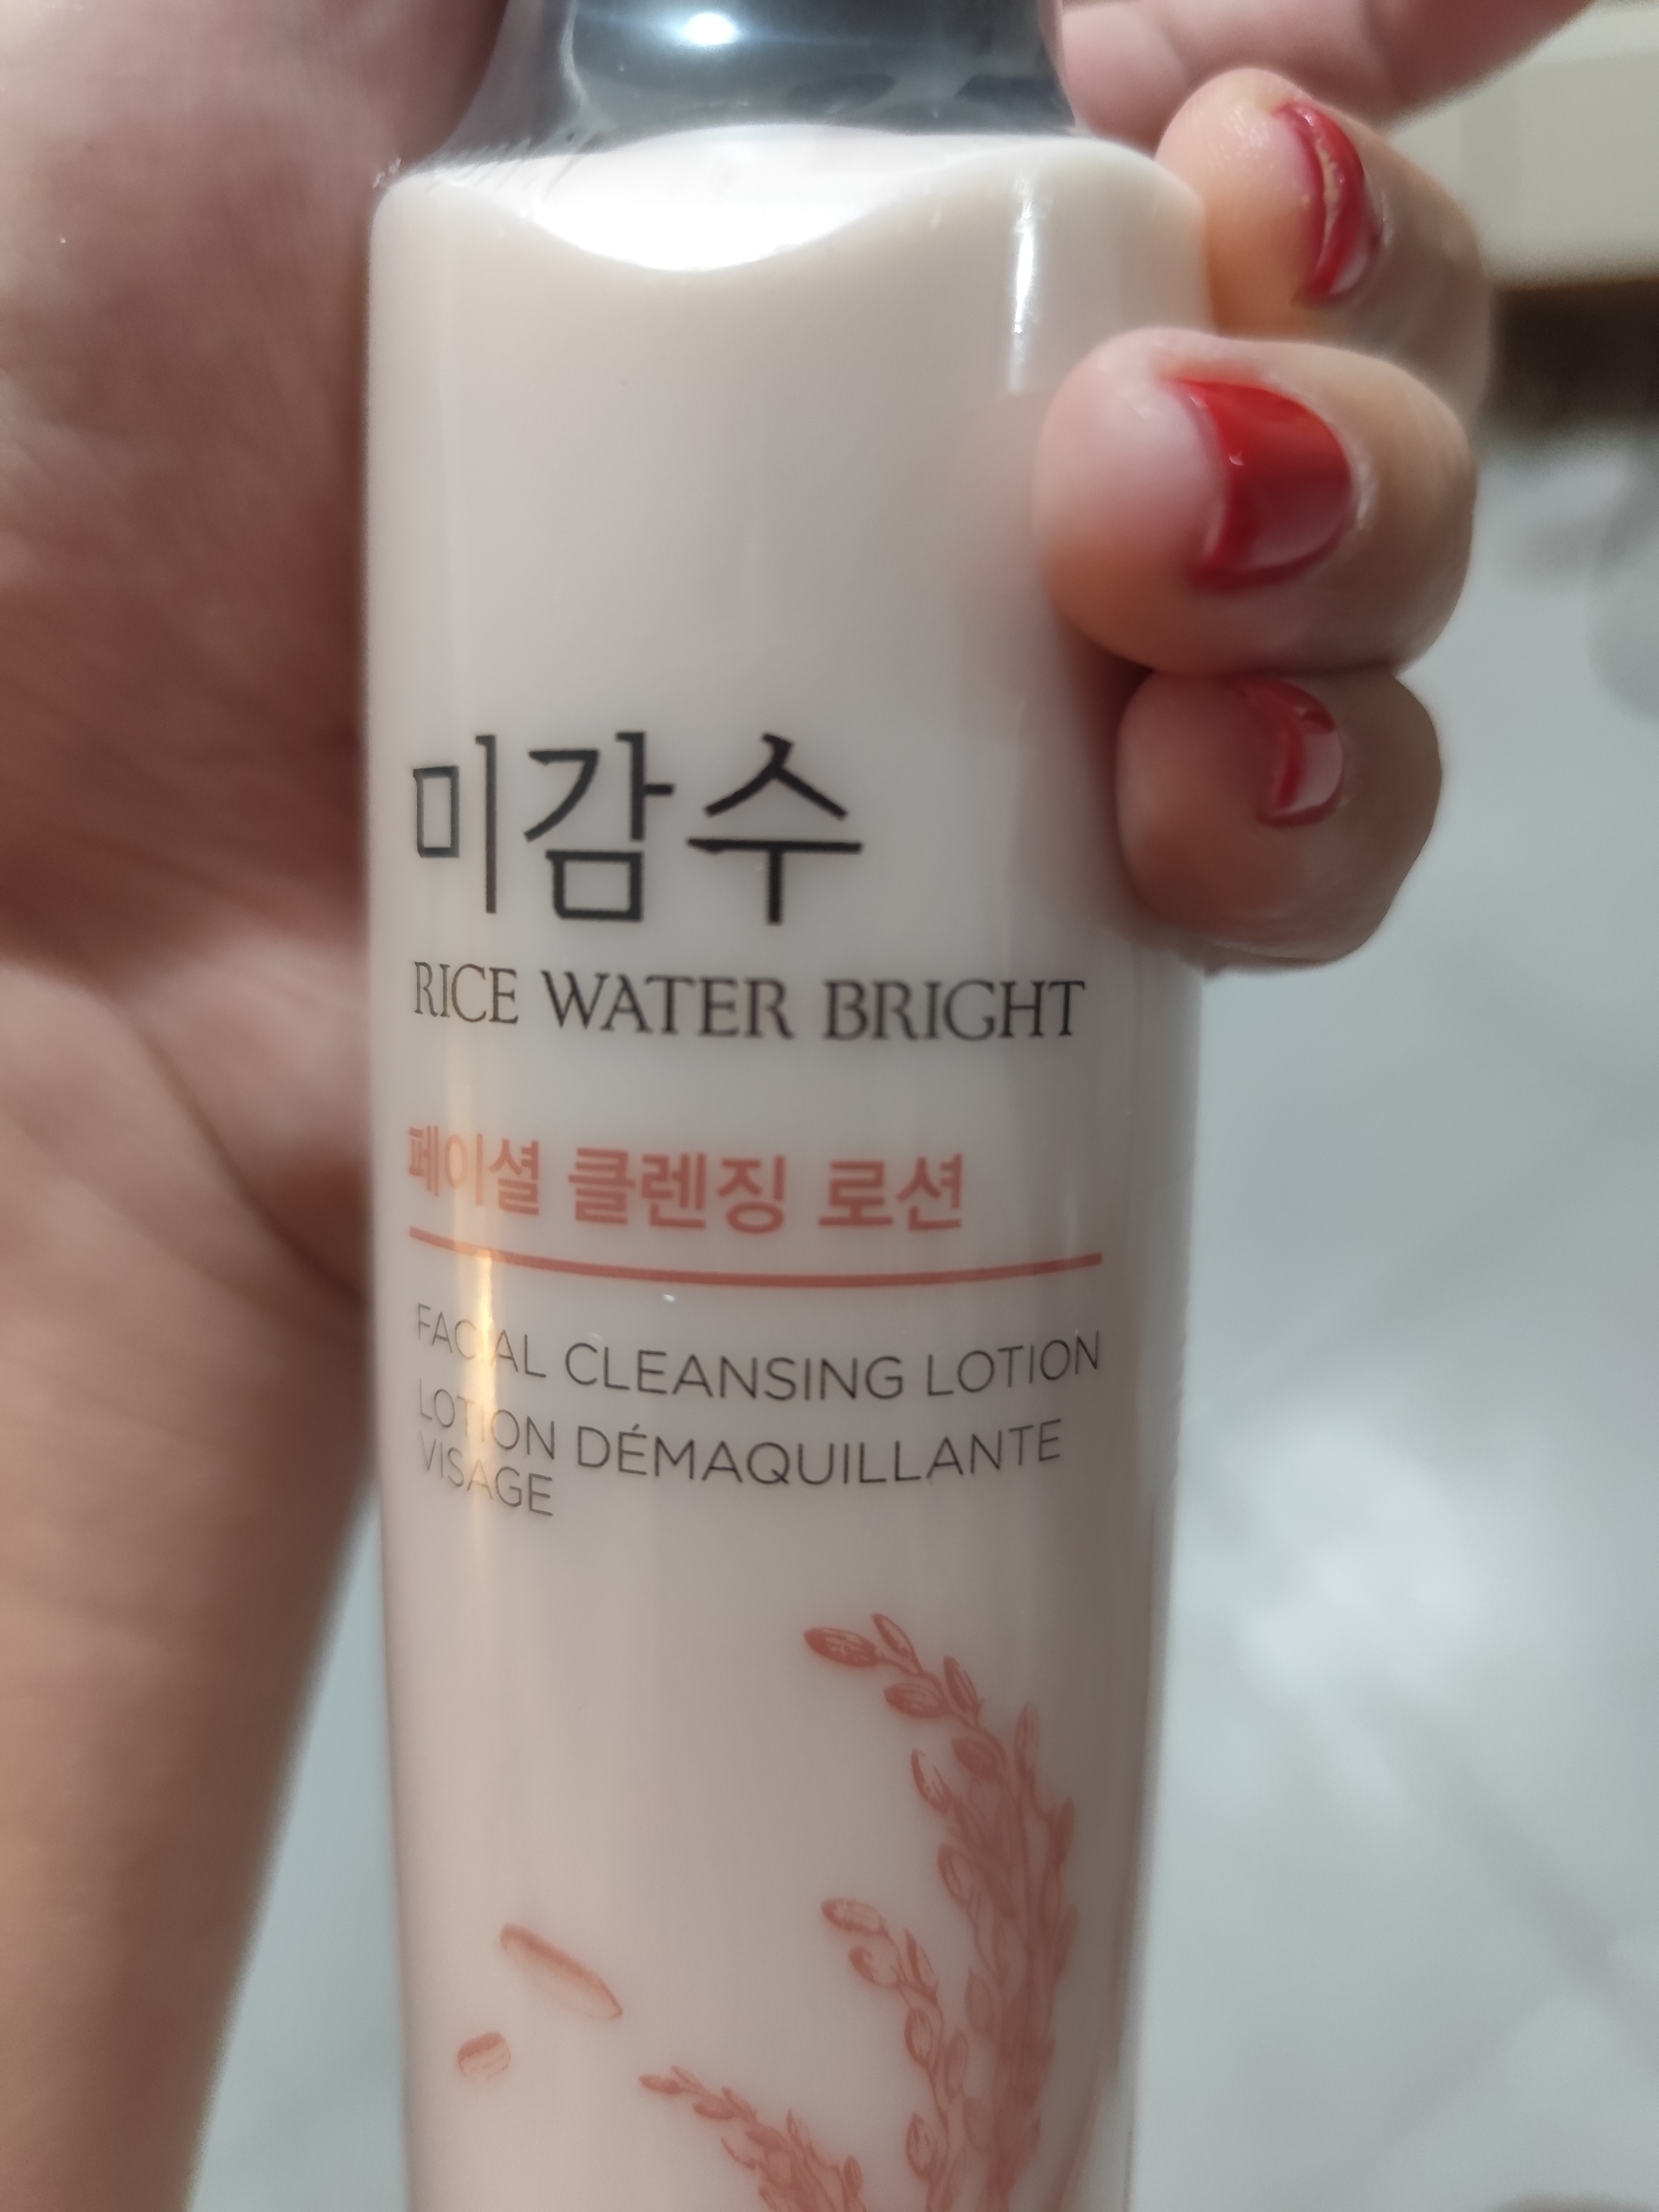 미감수
RICE WATER BRIGHT
페이셜 클렌징 로션
FACIAL CLEANSING LOTION
LOTION DÉMAQUILLANTE
VISAGE